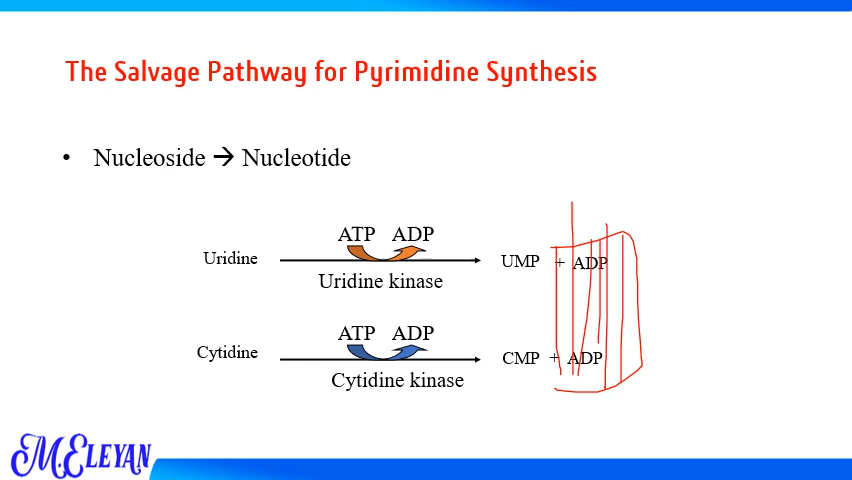 The Salvage Pathway for Pyrimidine Synthesis
• Nucleoside → Nucleotide
ATP ADP
Uridine UMP + ADP
Uridine kinase
ATP ADP
Cytidine CMP + ADP
Cytidine kinase
M.ELEYAN